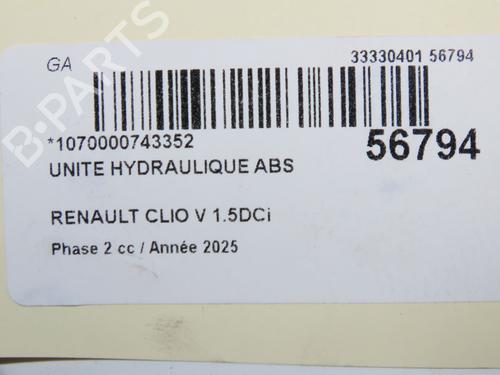 GA
33330401 56794
*1070000743352
56794
UNITE HYDRAULIQUE ABS
RENAULT CLIO V 1.5DCi
Phase 2 cc / Année 2025
B-PARTS